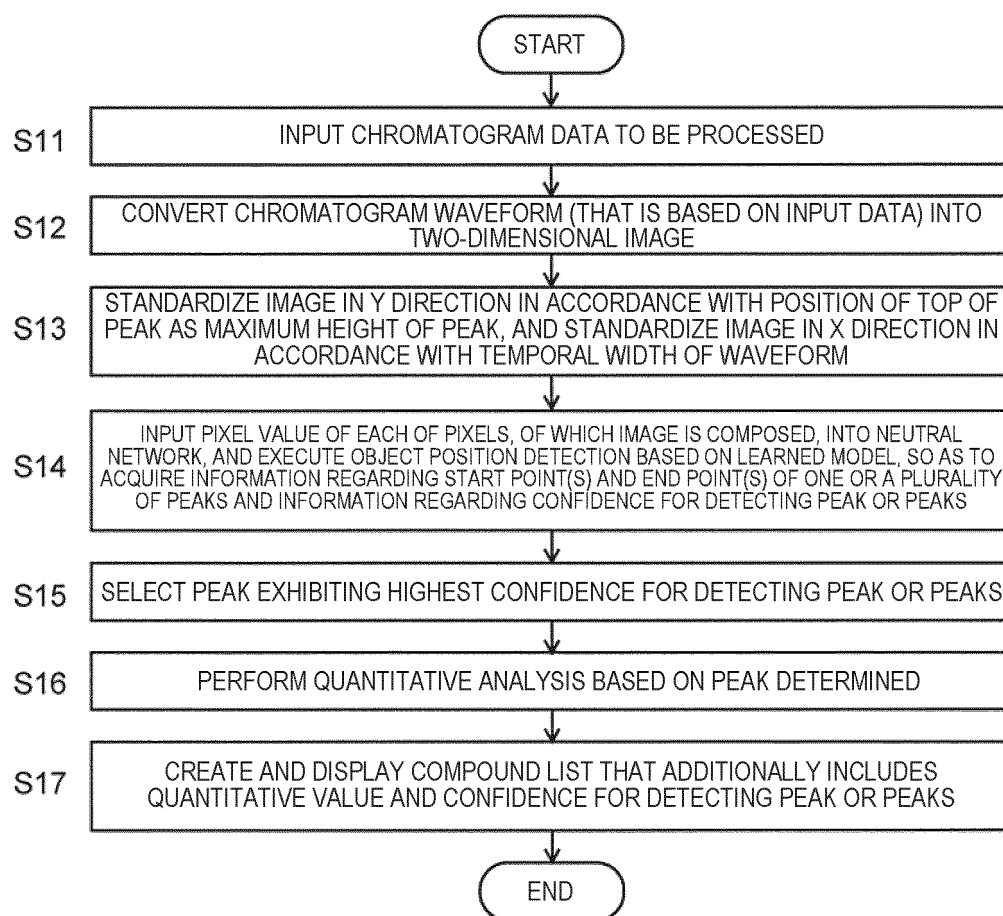 START
S11
INPUT CHROMATOGRAM DATA TO BE PROCESSED
S12
CONVERT CHROMATOGRAM WAVEFORM (THAT IS BASED ON INPUT DATA) INTO
TWO-DIMENSIONAL IMAGE
S13
STANDARDIZE IMAGE IN Y DIRECTION IN ACCORDANCE WITH POSITION OF TOP OF
PEAK AS MAXIMUM HEIGHT OF PEAK, AND STANDARDIZE IMAGE IN X DIRECTION IN
ACCORDANCE WITH TEMPORAL WIDTH OF WAVEFORM
S14
INPUT PIXEL VALUE OF EACH OF PIXELS, OF WHICH IMAGE IS COMPOSED, INTO NEUTRAL
NETWORK, AND EXECUTE OBJECT POSITION DETECTION BASED ON LEARNED MODEL, SO AS TO
ACQUIRE INFORMATION REGARDING START POINT(S) AND END POINT(S) OF ONE OR A PLURALITY
OF PEAKS AND INFORMATION REGARDING CONFIDENCE FOR DETECTING PEAK OR PEAKS
S15
SELECT PEAK EXHIBITING HIGHEST CONFIDENCE FOR DETECTING PEAK OR PEAKS
S16
PERFORM QUANTITATIVE ANALYSIS BASED ON PEAK DETERMINED
S17
CREATE AND DISPLAY COMPOUND LIST THAT ADDITIONALLY INCLUDES
QUANTITATIVE VALUE AND CONFIDENCE FOR DETECTING PEAK OR PEAKS
END